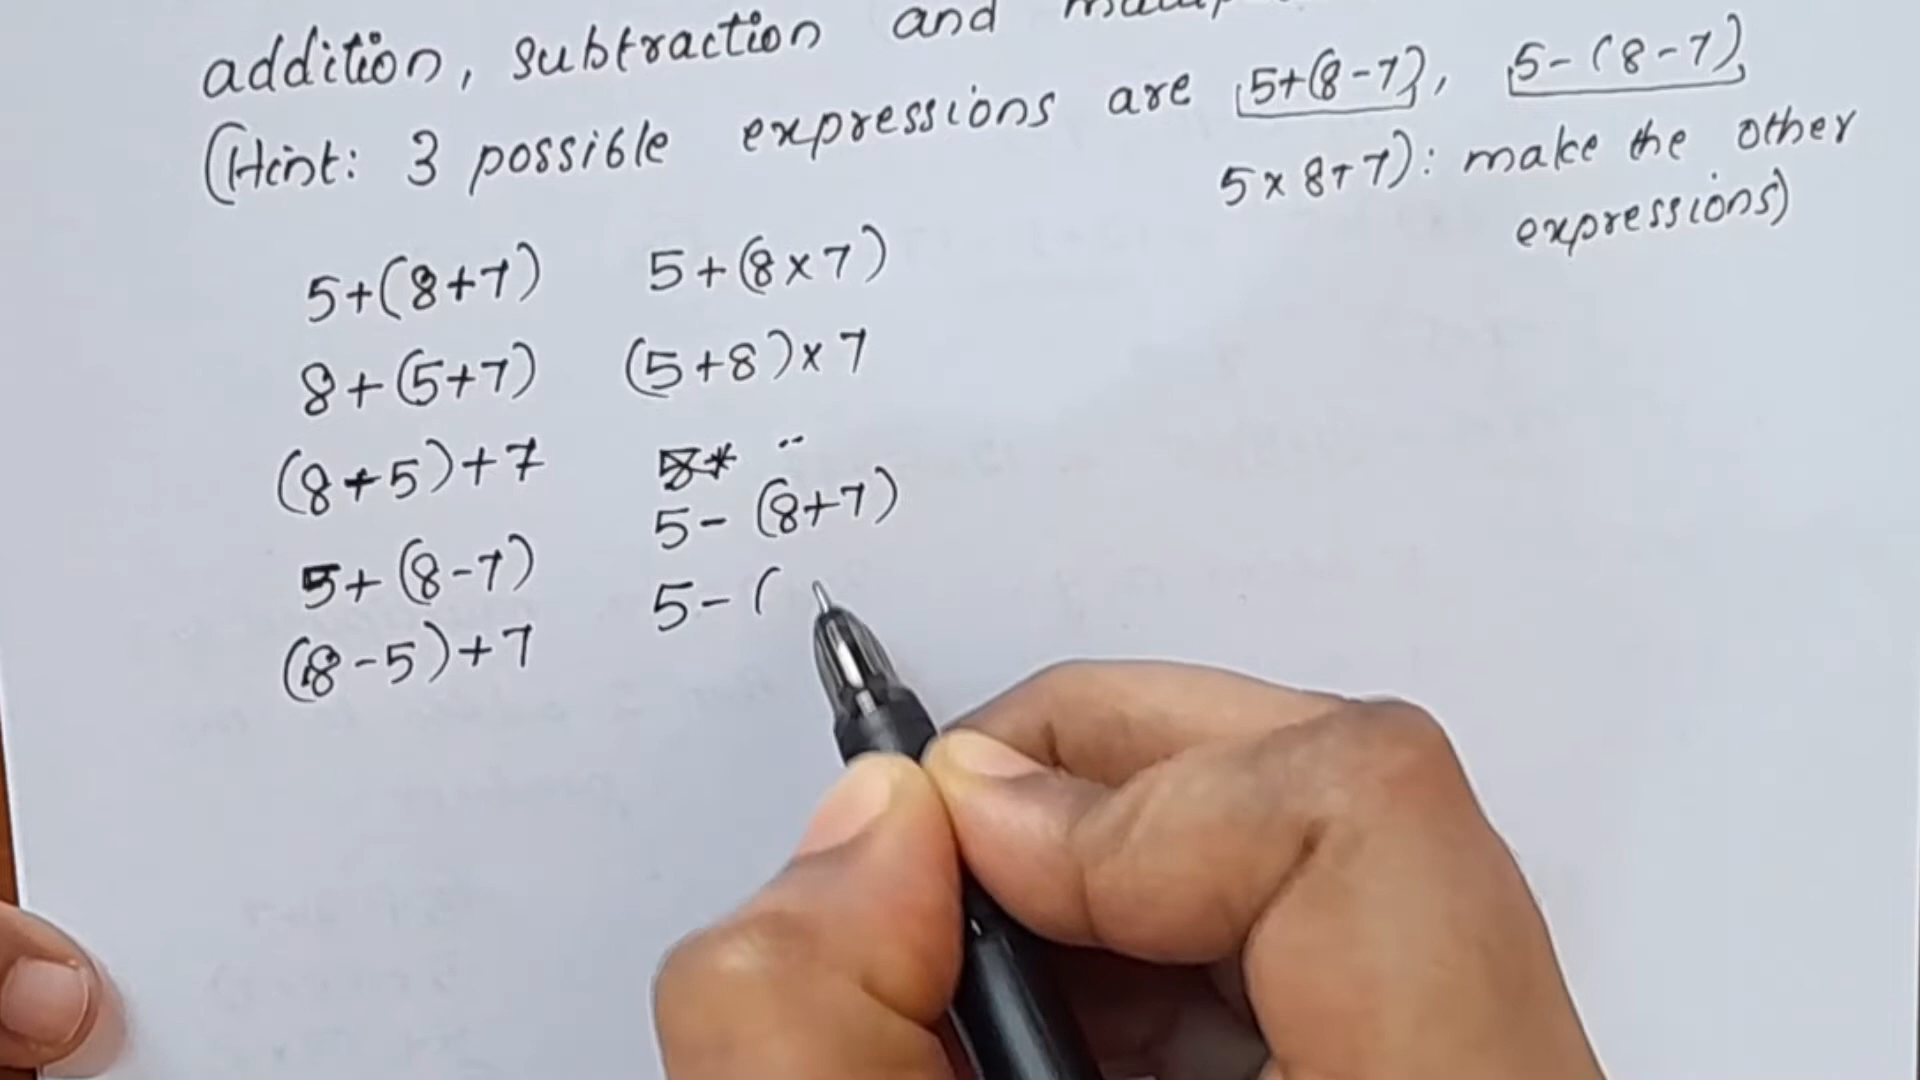 addition, subtraction and
(Hint: 3 possible expressions are 5+(8-7), 5-(8-7)
5×8+7): make the other
expressions)
5+(8+7) 5+(8×7)
8+(5+7) (5+8)×7
(8+5)+7
5-(8+7)
5+(8-7)
5-(
(8-5)+7